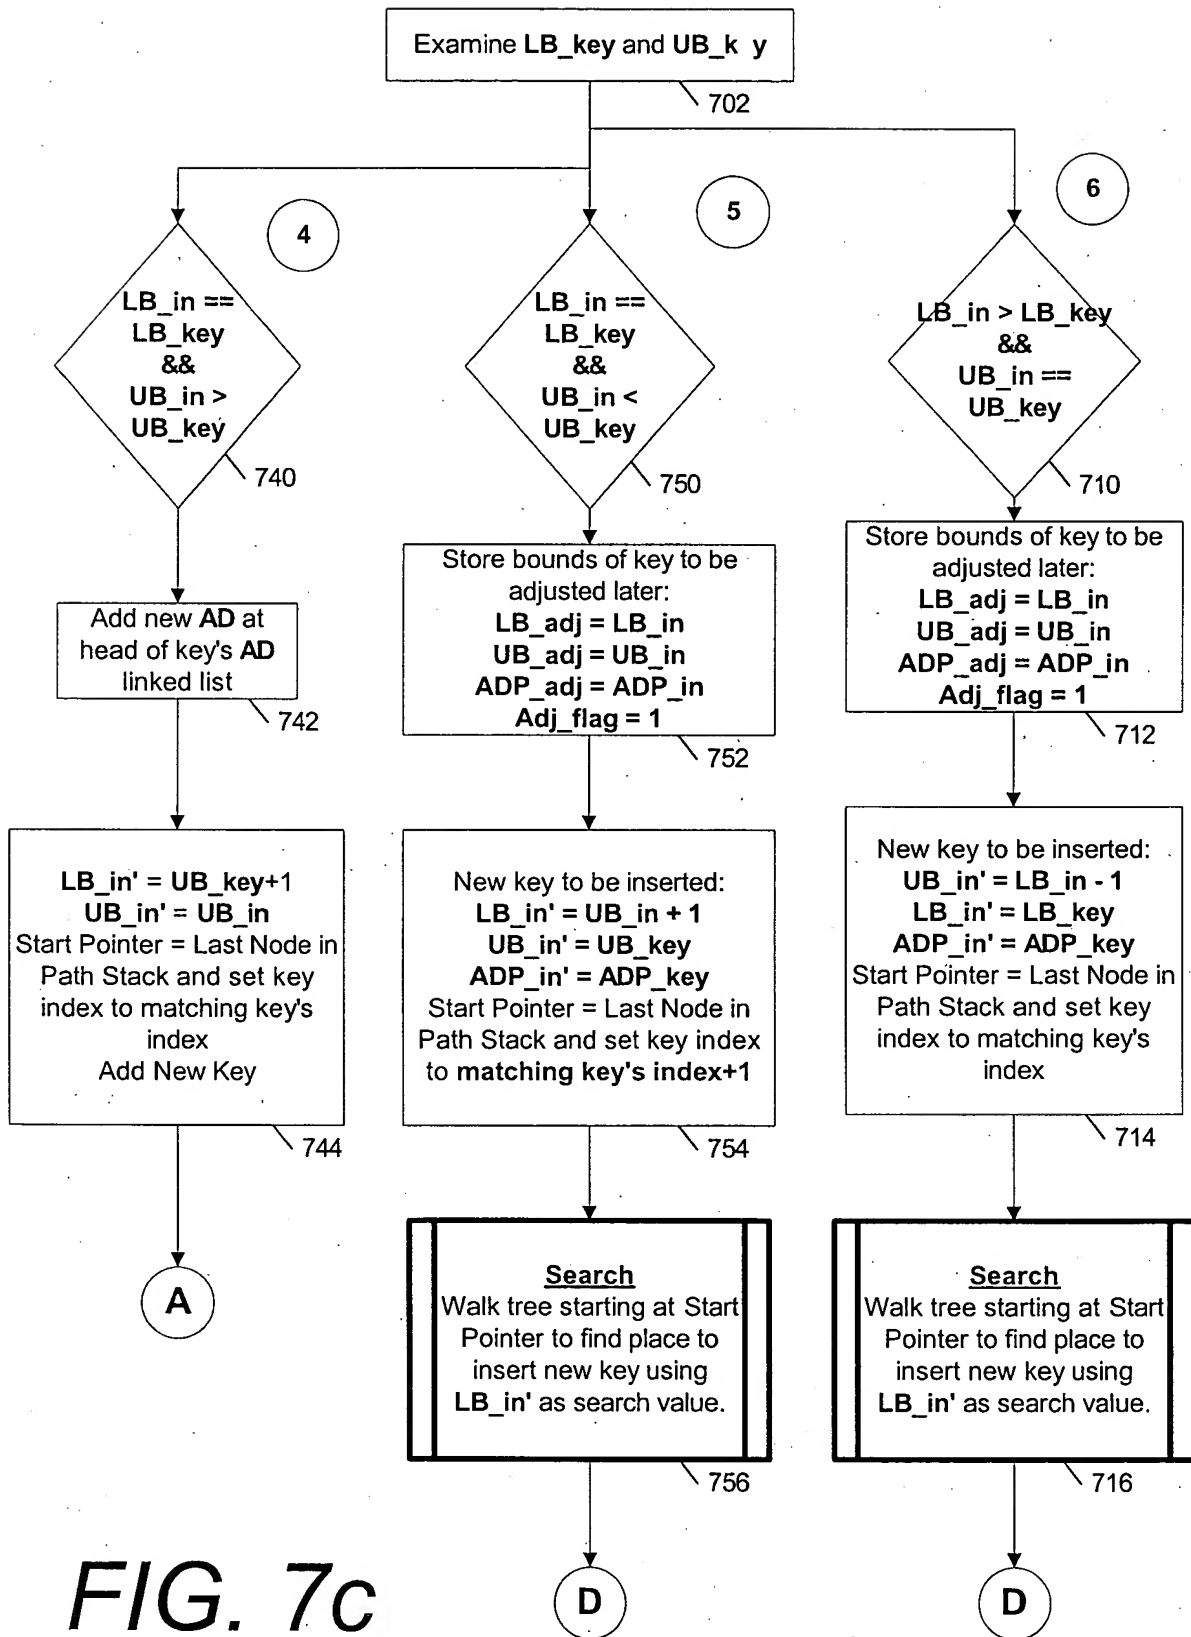 Examine LB_key and UB_k y
702
4
5
6
LB_in ==
LB_key
&&
UB_in >
UB_key
740
LB_in ==
LB_key
&&
UB_in <
UB_key
750
LB_in > LB_key
&&
UB_in ==
UB_key
710
Add new AD at
head of key's AD
linked list
742
Store bounds of key to be
adjusted later:
LB_adj = LB_in
UB_adj = UB_in
ADP_adj = ADP_in
Adj_flag = 1
752
Store bounds of key to be
adjusted later:
LB_adj = LB_in
UB_adj = UB_in
ADP_adj = ADP_in
Adj_flag = 1
712
LB_in' = UB_key+1
UB_in' = UB_in
Start Pointer = Last Node in
Path Stack and set key
index to matching key's
index
Add New Key
744
New key to be inserted:
LB_in' = UB_in + 1
UB_in' = UB_key
ADP_in' = ADP_key
Start Pointer = Last Node in
Path Stack and set key index
to matching key's index+1
754
New key to be inserted:
UB_in' = LB_in - 1
LB_in' = LB_key
ADP_in' = ADP_key
Start Pointer = Last Node in
Path Stack and set key
index to matching key's
index
714
A
Search
Walk tree starting at Start
Pointer to find place to
insert new key using
LB_in' as search value.
756
Search
Walk tree starting at Start
Pointer to find place to
insert new key using
LB_in' as search value.
716
D
D
FIG. 7c